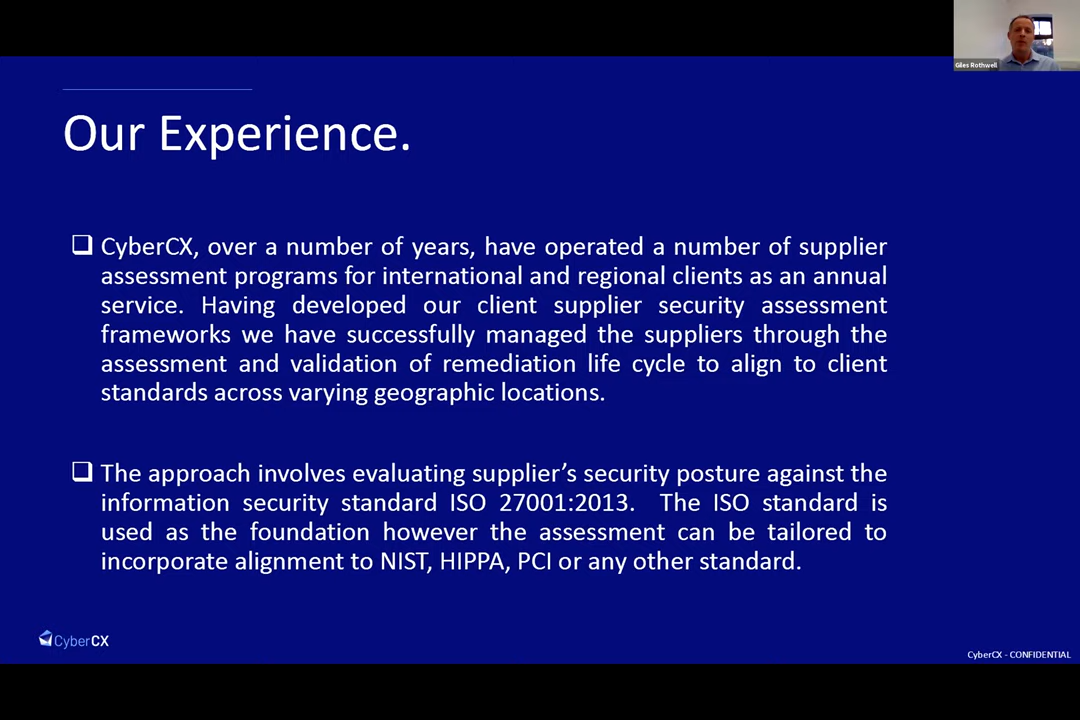 Giles Rothwell
Our Experience.
❑ CyberCX, over a number of years, have operated a number of supplier
assessment programs for international and regional clients as an annual
service. Having developed our client supplier security assessment
frameworks we have successfully managed the suppliers through the
assessment and validation of remediation life cycle to align to client
standards across varying geographic locations.
❑ The approach involves evaluating supplier’s security posture against the
information security standard ISO 27001:2013. The ISO standard is
used as the foundation however the assessment can be tailored to
incorporate alignment to NIST, HIPPA, PCI or any other standard.
CyberCX
CyberCX - CONFIDENTIAL